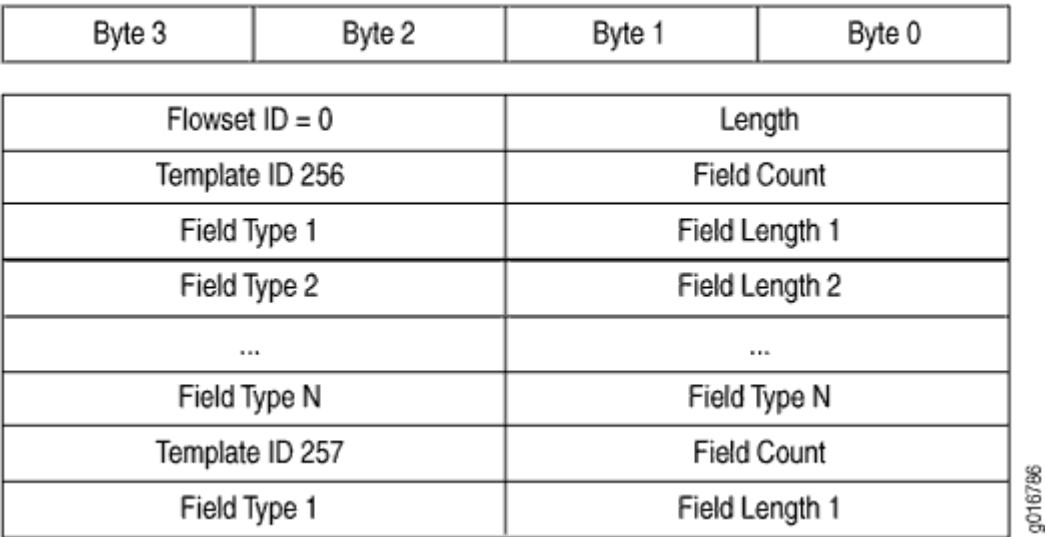 Byte 3 Byte 2 Byte 1 Byte 0
Flowset ID = 0 Length
Template ID 256 Field Count
Field Type 1 Field Length 1
Field Type 2 Field Length 2
... ...
Field Type N Field Type N
Template ID 257 Field Count
Field Type 1 Field Length 1
g016786